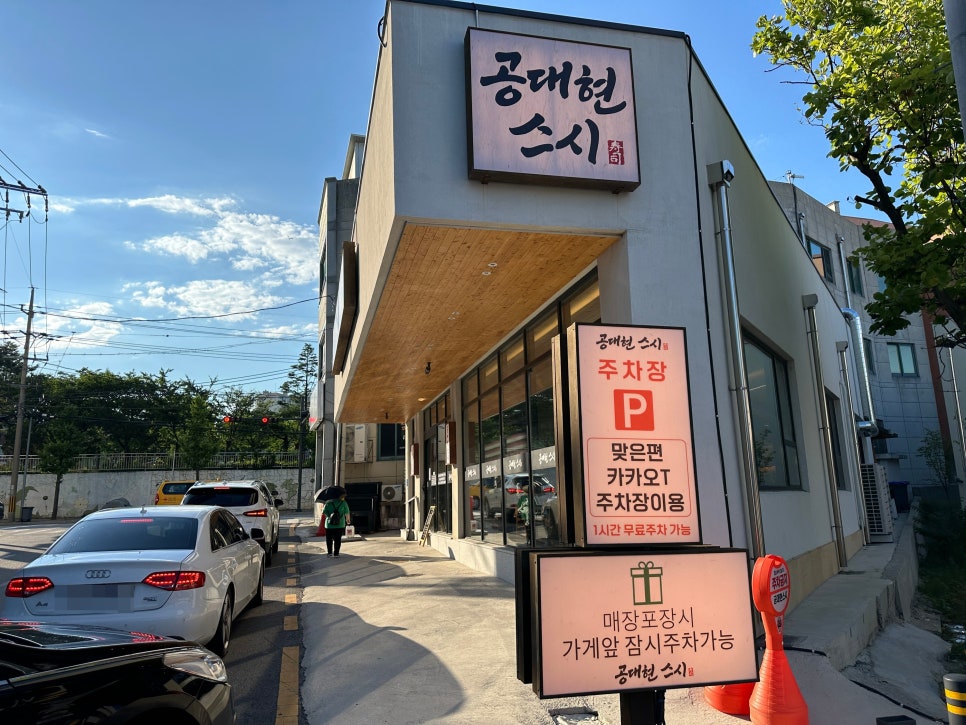 공대현
스시
寿司
공대현 스시
주차장
P
맞은편
카카오T
주차장이용
1시간 무료주차 가능
매장포장시
가게앞 잠시주차가능
공대현 스시
A4